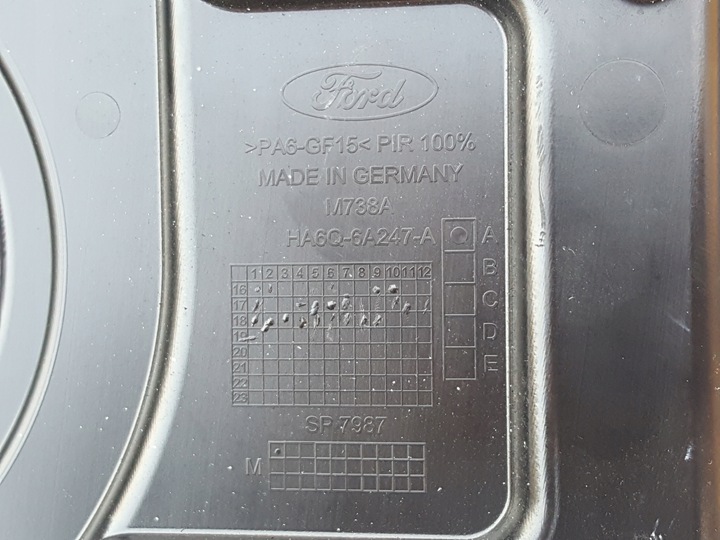 Ford
>PA6-GF15< PIR 100%
MADE IN GERMANY
M738A
HA6Q-6A247-A A
B
C
D
E
1 2 3 4 5 6 7 8 9 10 11 12
16
17
18
19
20
21
22
23
SP 7987
M